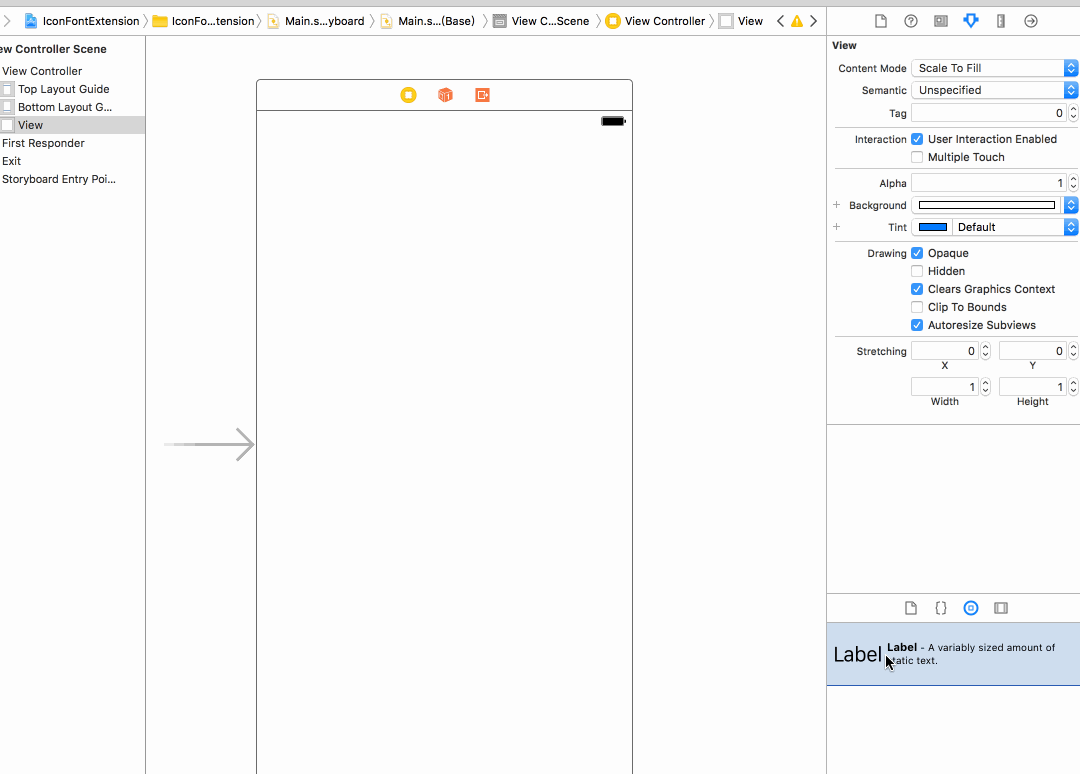 IconFontExtension IconFo...tension Main.s...yboard Main.s...(Base) View C...Scene View Controller View
ew Controller Scene
View Controller
Top Layout Guide
Bottom Layout G...
View
First Responder
Exit
Storyboard Entry Poi...
View
Content Mode Scale To Fill
Semantic Unspecified
Tag 0
Interaction User Interaction Enabled
Multiple Touch
Alpha 1
Background
Tint Default
Drawing Opaque
Hidden
Clears Graphics Context
Clip To Bounds
Autoresize Subviews
Stretching 0 0
X Y
1 1
Width Height
Label
Label - A variably sized amount of
tatic text.